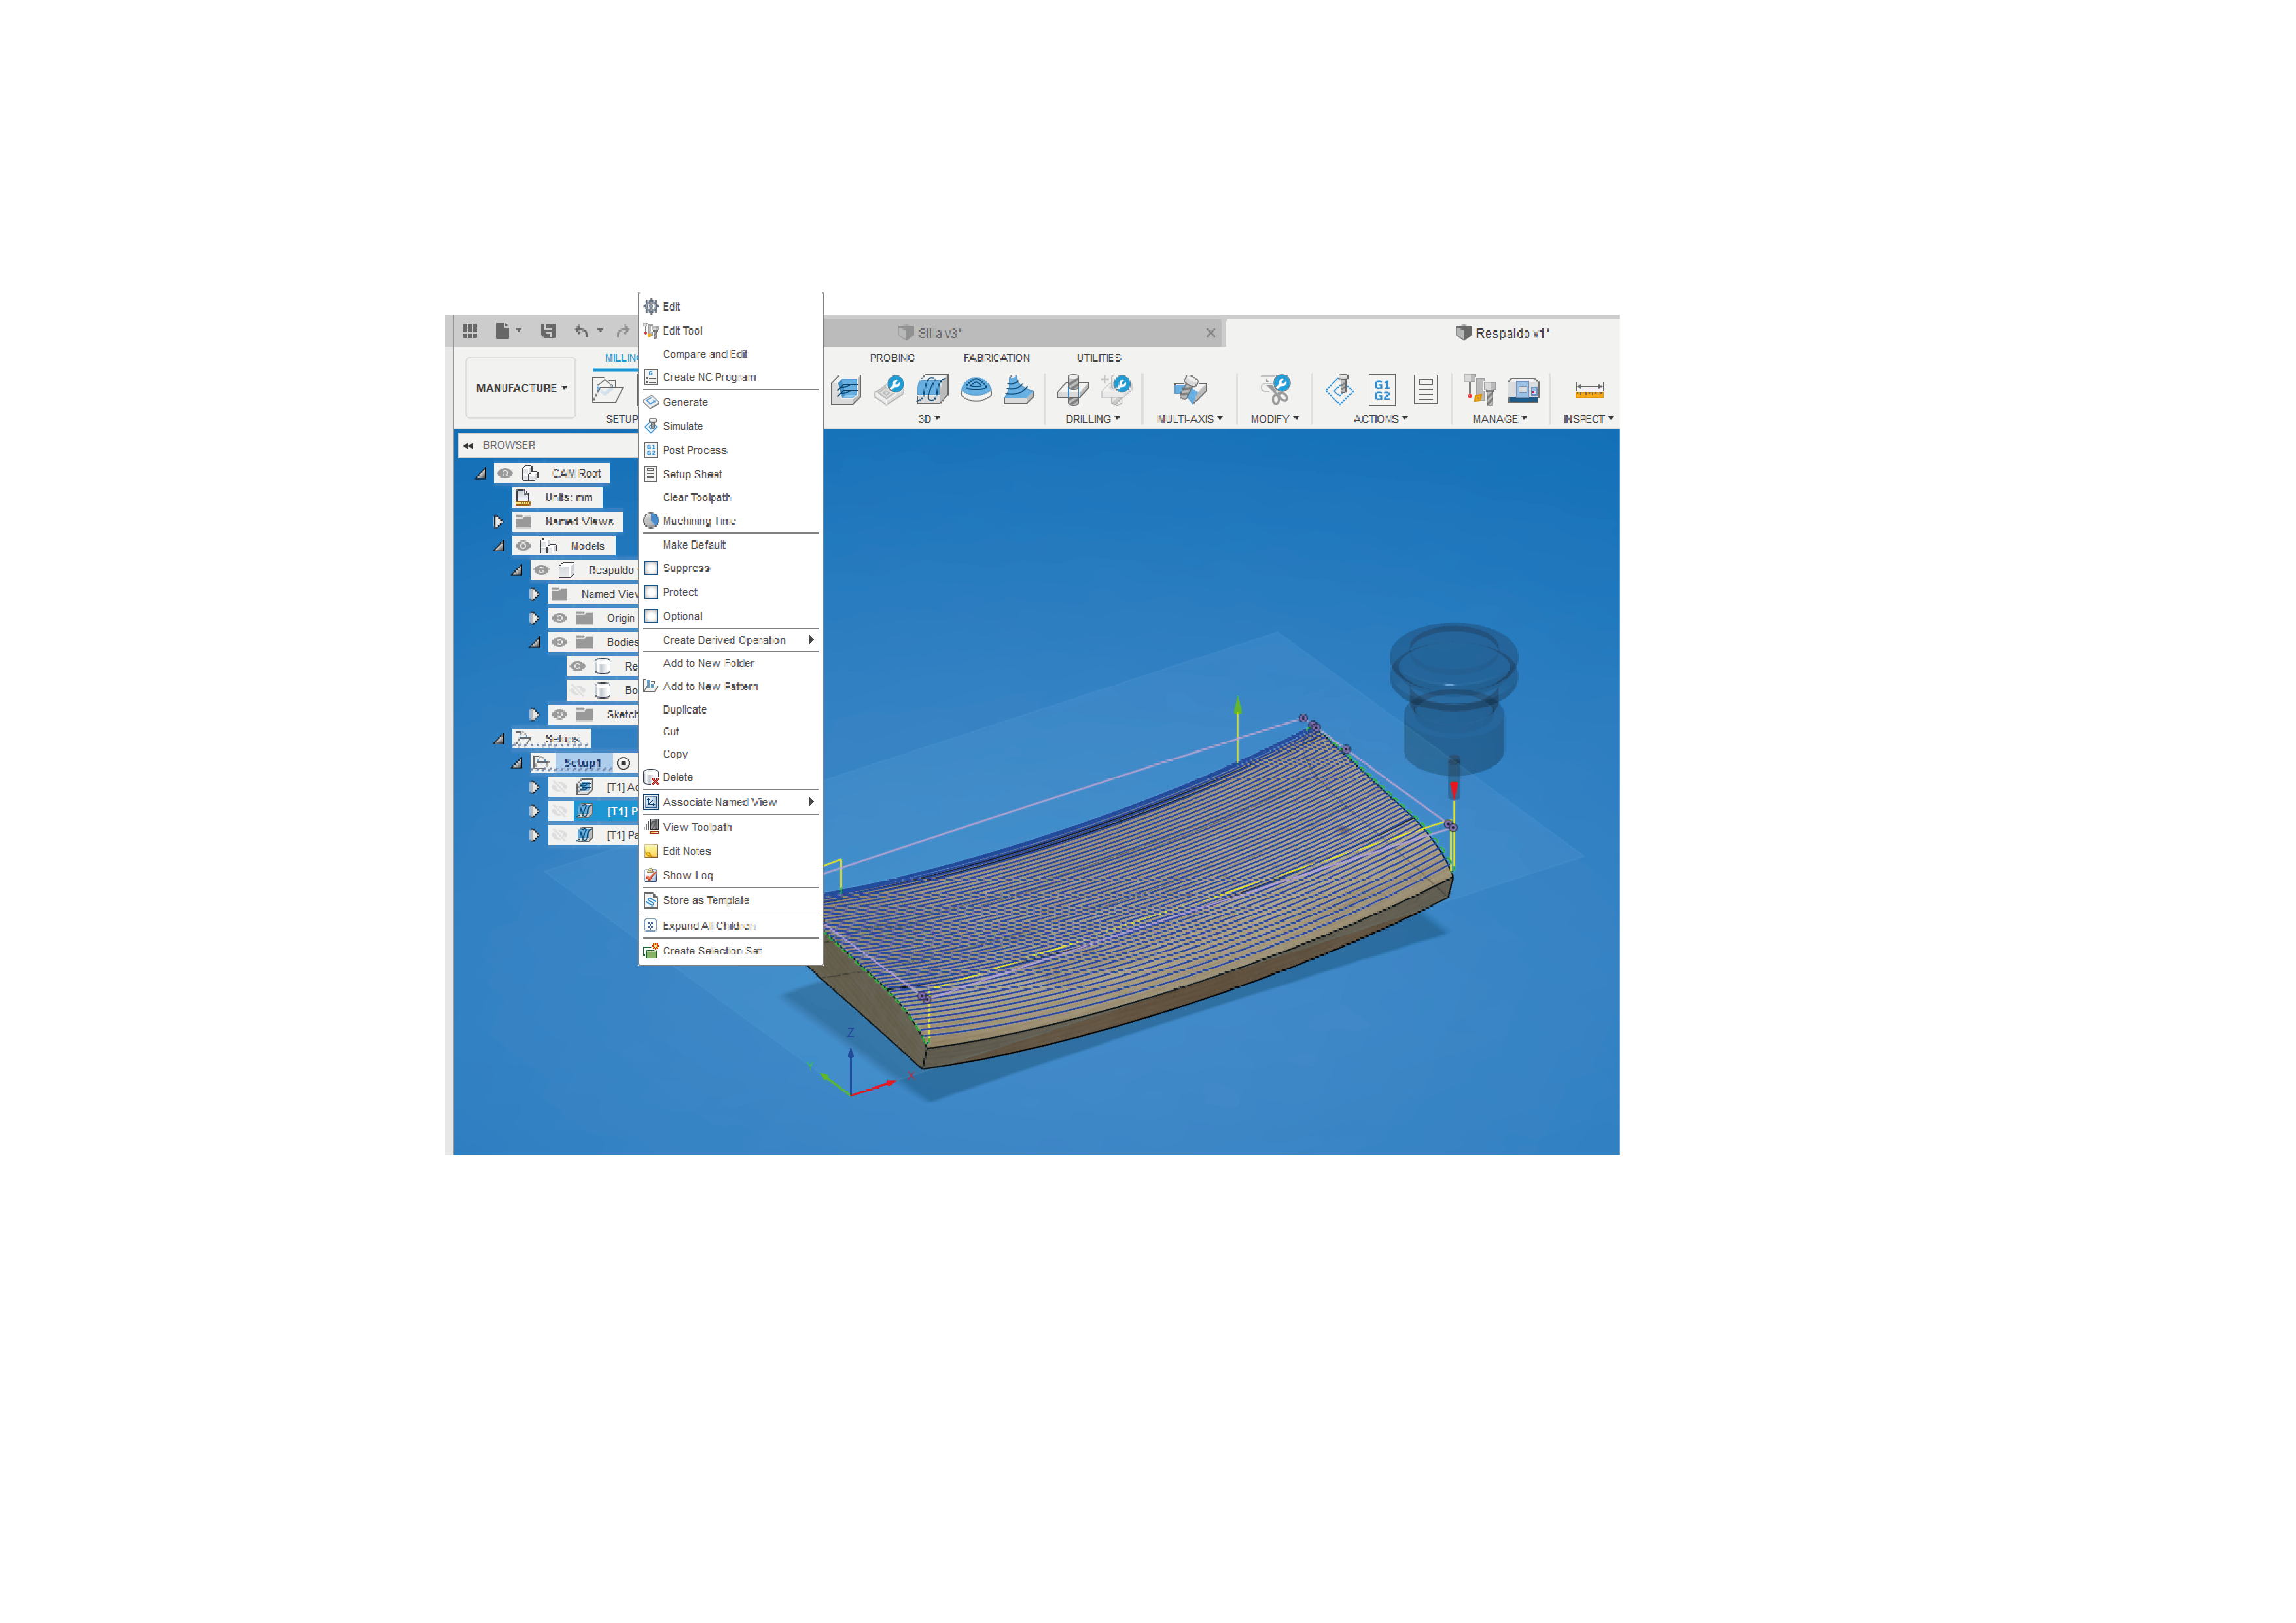 Silla v3*
Respaldo v1*
MANUFACTURE
MILLING
PROBING
FABRICATION
UTILITIES
SETUP
3D
DRILLING
MULTI-AXIS
MODIFY
ACTIONS
MANAGE
INSPECT
G1
G2
BROWSER
CAM Root
Units: mm
Named Views
Models
Respaldo
Named View
Origin
Bodies
Re
Bo
Sketch
Setups
Setup1
[T1] Ad
[T1] P
[T1] Pa
Edit
Edit Tool
Compare and Edit
Create NC Program
Generate
Simulate
Post Process
Setup Sheet
Clear Toolpath
Machining Time
Make Default
Suppress
Protect
Optional
Create Derived Operation
Add to New Folder
Add to New Pattern
Duplicate
Cut
Copy
Delete
Associate Named View
View Toolpath
Edit Notes
Show Log
Store as Template
Expand All Children
Create Selection Set
Z
X